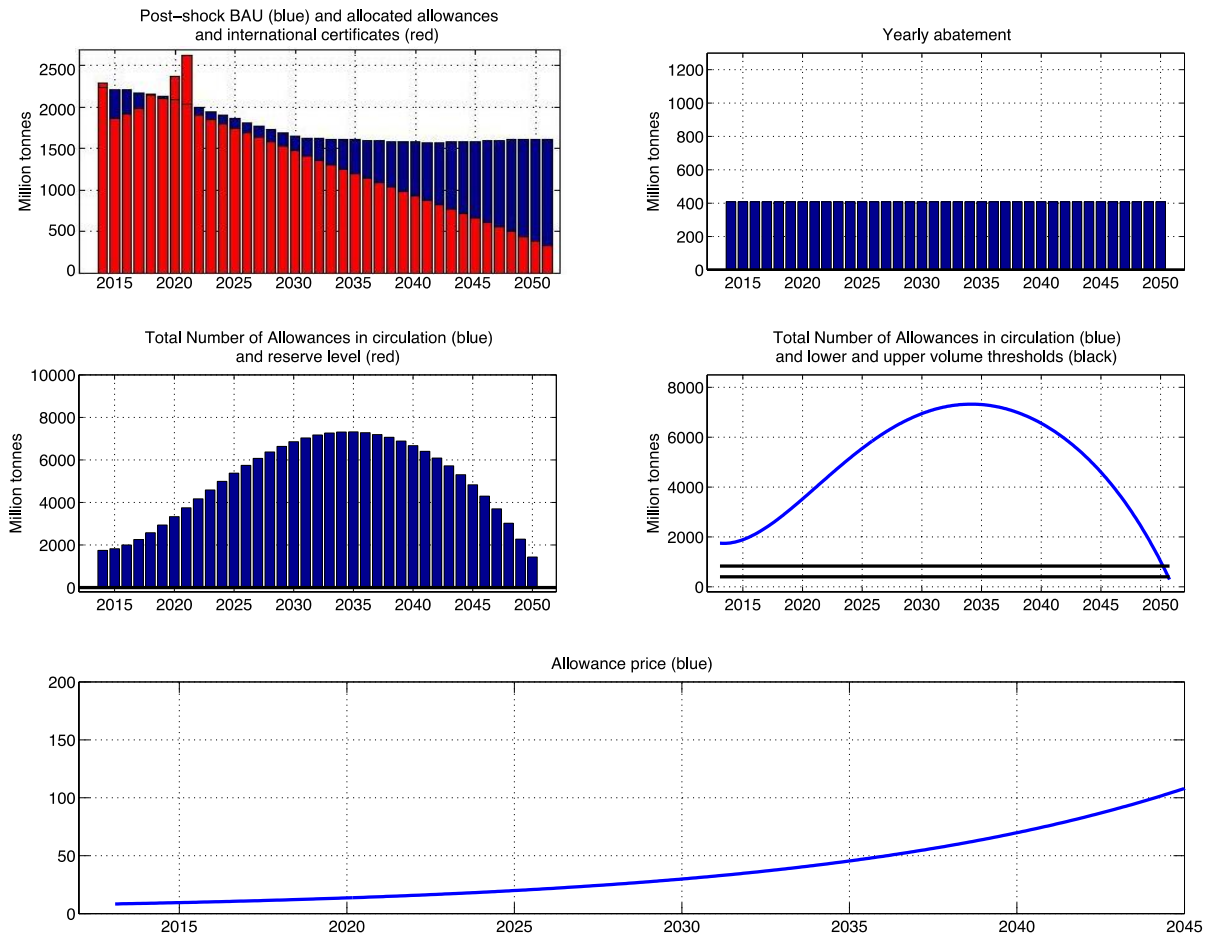 Post−shock BAU (blue) and allocated allowances
and international certificates (red)
Million tonnes
2500
2000
1500
1000
500
0
2015 2020 2025 2030 2035 2040 2045 2050
Yearly abatement
Million tonnes
1200
1000
800
600
400
200
0
2015 2020 2025 2030 2035 2040 2045 2050
Total Number of Allowances in circulation (blue)
and reserve level (red)
Million tonnes
10000
8000
6000
4000
2000
0
2015 2020 2025 2030 2035 2040 2045 2050
Total Number of Allowances in circulation (blue)
and lower and upper volume thresholds (black)
Million tonnes
8000
6000
4000
2000
0
2015 2020 2025 2030 2035 2040 2045 2050
Allowance price (blue)
200
150
100
50
0
2015 2020 2025 2030 2035 2040 2045